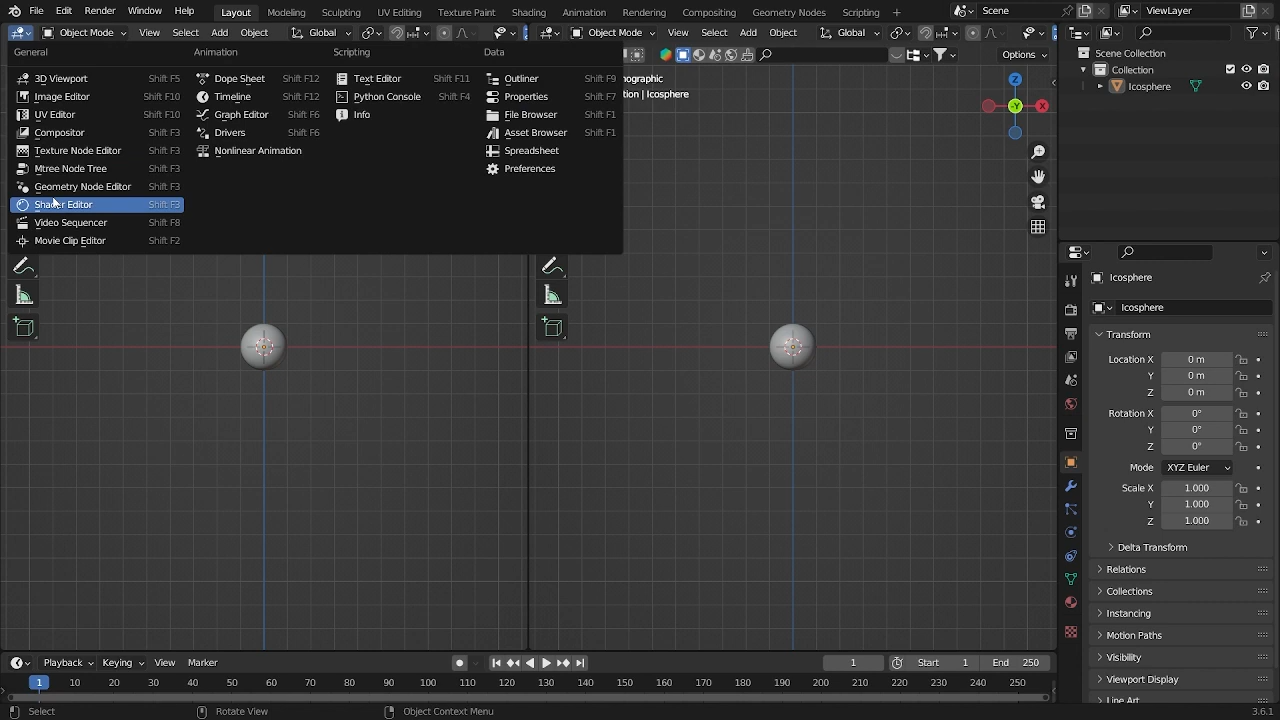 File Edit Render Window Help Layout Modeling Sculpting UV Editing Texture Paint Shading Animation Rendering Compositing Geometry Nodes Scripting + Scene ViewLayer
Object Mode View Select Add Object Global Object Mode View Select Add Object Global
Options
General Animation Scripting Data
3D Viewport Shift F5 Dope Sheet Shift F12 Text Editor Shift F11 Outliner Shift F9
Image Editor Shift F10 Timeline Shift F12 Python Console Shift F4 Properties Shift F7
UV Editor Shift F10 Graph Editor Shift F6 Info File Browser Shift F1
Compositor Shift F3 Drivers Shift F6 Asset Browser Shift F1
Texture Node Editor Shift F3 Nonlinear Animation Spreadsheet
Mtree Node Tree Shift F3 Preferences
Geometry Node Editor Shift F3
Shader Editor Shift F3
Video Sequencer Shift F8
Movie Clip Editor Shift F2
ographic
tion | Icosphere
Z
-Y X
Scene Collection
Collection
Icosphere
Icosphere
Icosphere
Transform
Location X 0 m
Y 0 m
Z 0 m
Rotation X 0°
Y 0°
Z 0°
Mode XYZ Euler
Scale X 1.000
Y 1.000
Z 1.000
Delta Transform
Relations
Collections
Instancing
Motion Paths
Visibility
Viewport Display
Line Art
Playback Keying View Marker 1 Start 1 End 250
1 10 20 30 40 50 60 70 80 90 100 110 120 130 140 150 160 170 180 190 200 210 220 230 240 250
Select Rotate View Object Context Menu 3.6.1